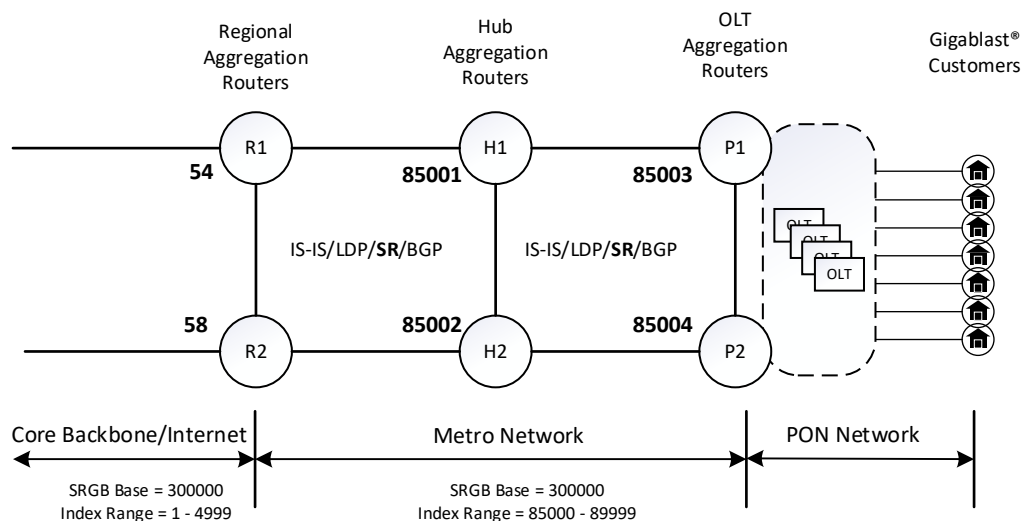 Regional
Aggregation
Routers
Hub
Aggregation
Routers
OLT
Aggregation
Routers
Gigablast®
Customers
R1
H1
P1
54
85001
85003
IS-IS/LDP/SR/BGP
IS-IS/LDP/SR/BGP
OLT
OLT
OLT
OLT
58
85002
85004
R2
H2
P2
Core Backbone/Internet
Metro Network
PON Network
SRGB Base = 300000
Index Range = 1 - 4999
SRGB Base = 300000
Index Range = 85000 - 89999